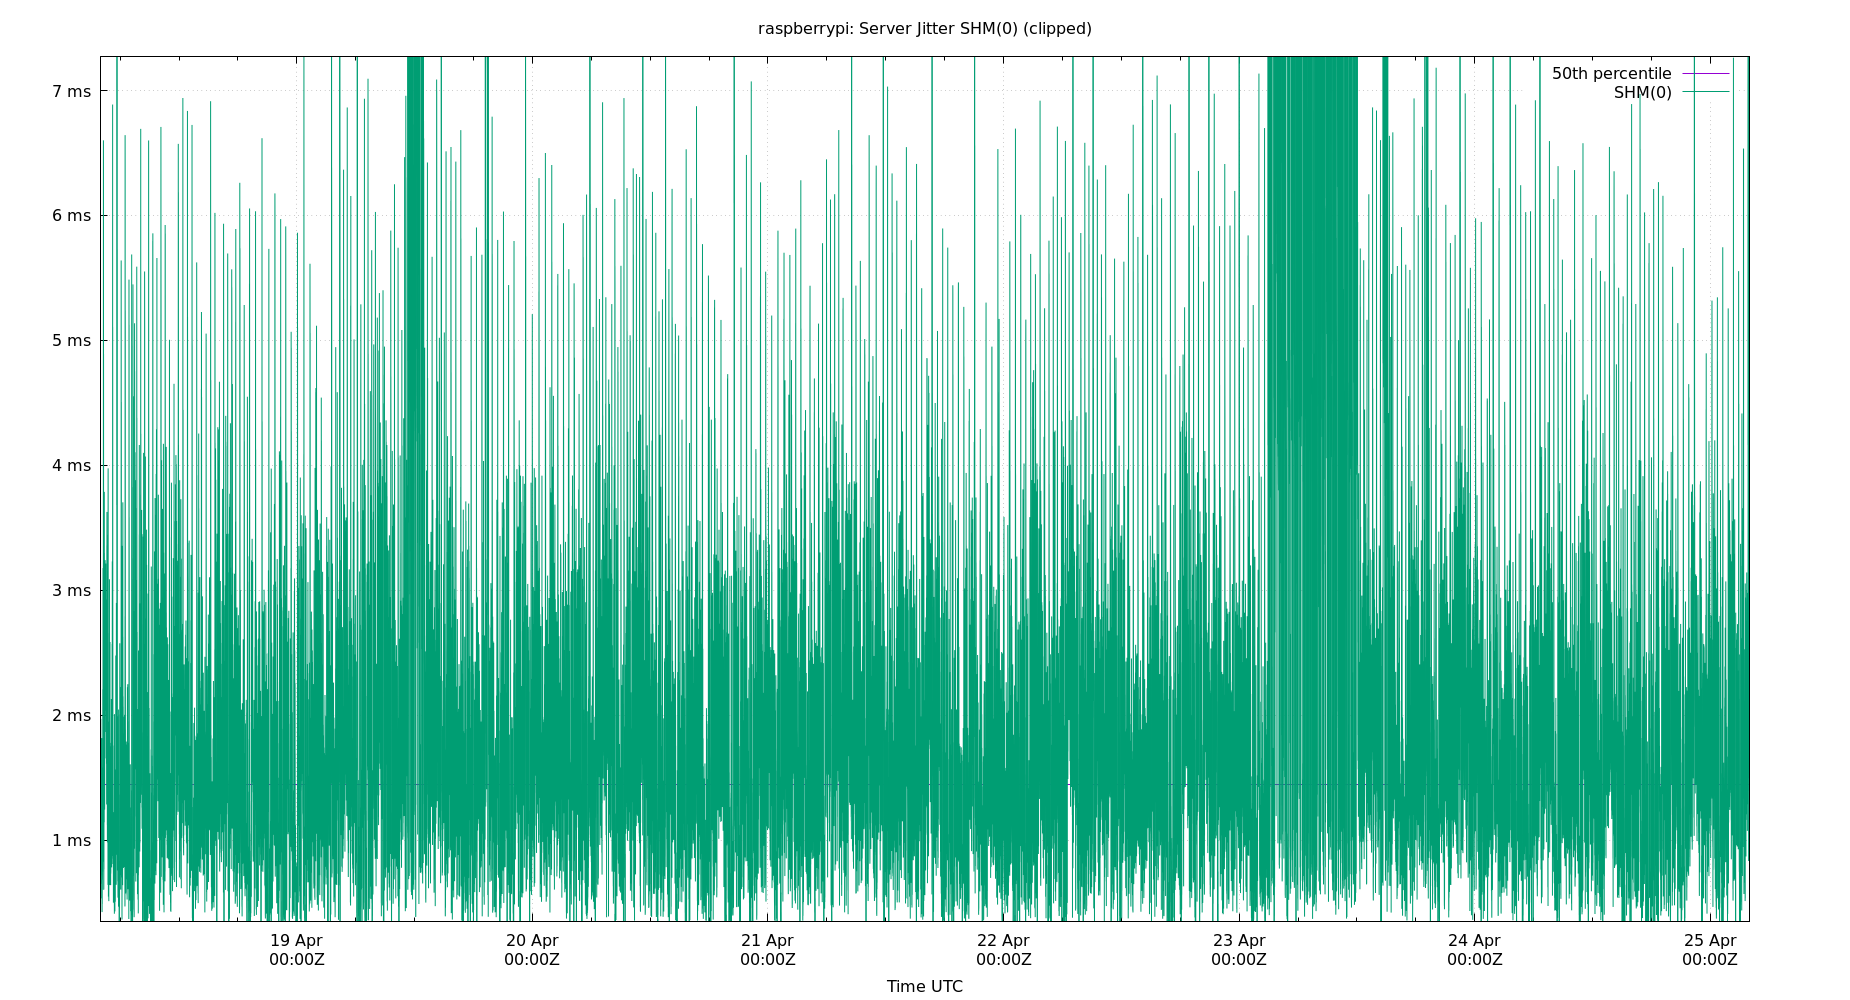 raspberrypi: Server Jitter SHM(0) (clipped)
50th percentile
SHM(0)
7 ms
6 ms
5 ms
4 ms
3 ms
2 ms
1 ms
19 Apr 20 Apr 21 Apr 22 Apr 23 Apr 24 Apr 25 Apr
00:00Z 00:00Z 00:00Z 00:00Z 00:00Z 00:00Z 00:00Z
Time UTC